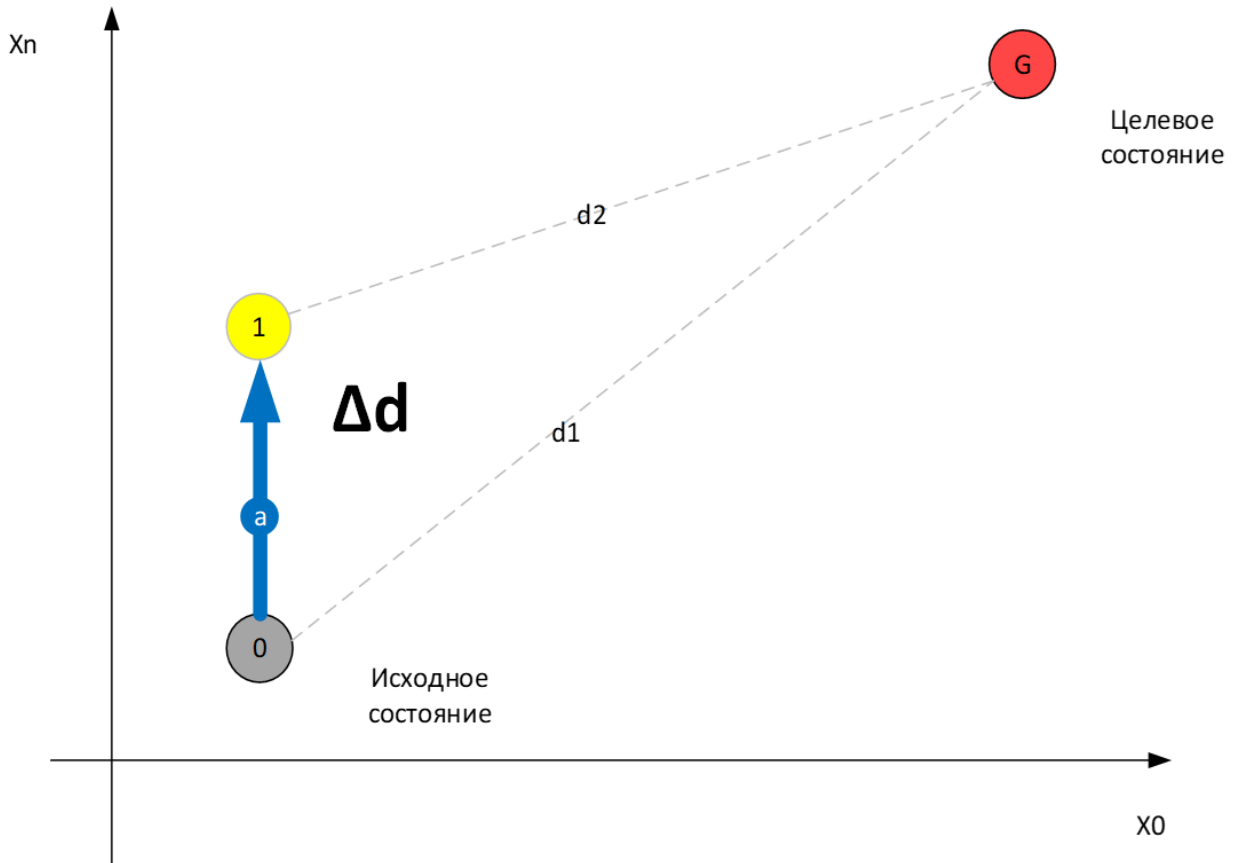 Xn
G
Целевое
состояние
d2
1
Δd
d1
a
0
Исходное
состояние
X0